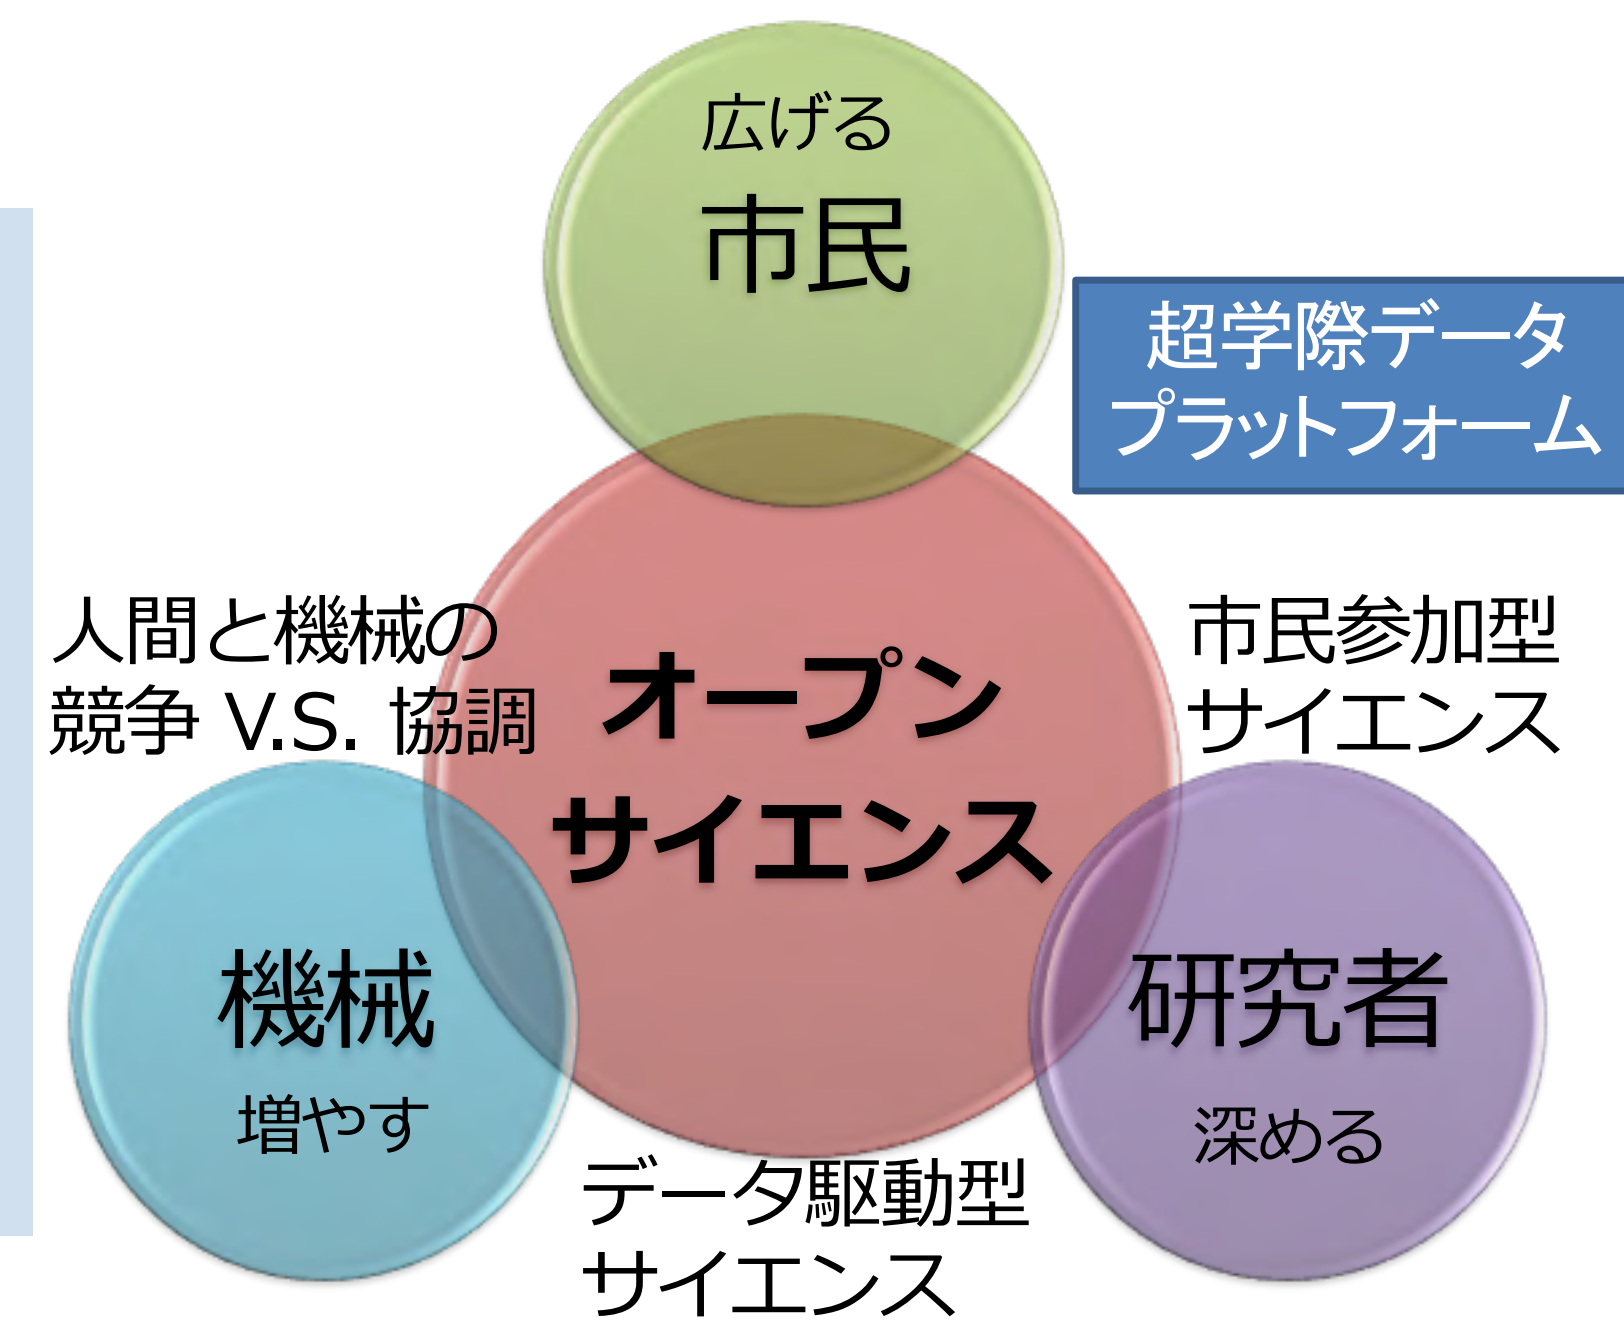 広げる
市民
超学際データ
プラットフォーム
人間と機械の
競争 V.S. 協調
オープン
サイエンス
市民参加型
サイエンス
機械
増やす
研究者
深める
データ駆動型
サイエンス